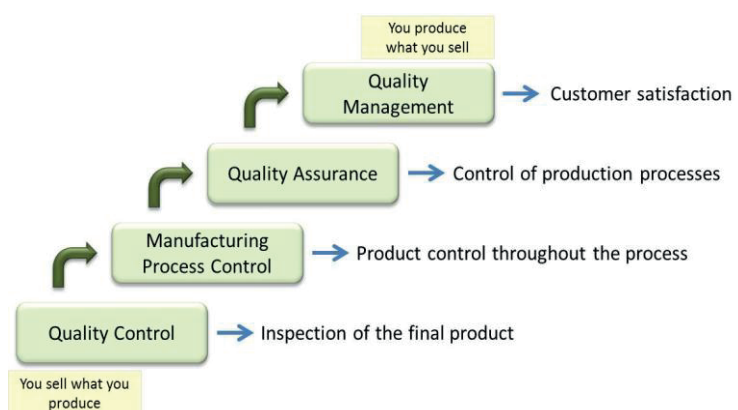 You produce
what you sell
Quality
Management
Customer satisfaction
Quality Assurance
Control of production processes
Manufacturing
Process Control
Product control throughout the process
Quality Control
Inspection of the final product
You sell what you
produce